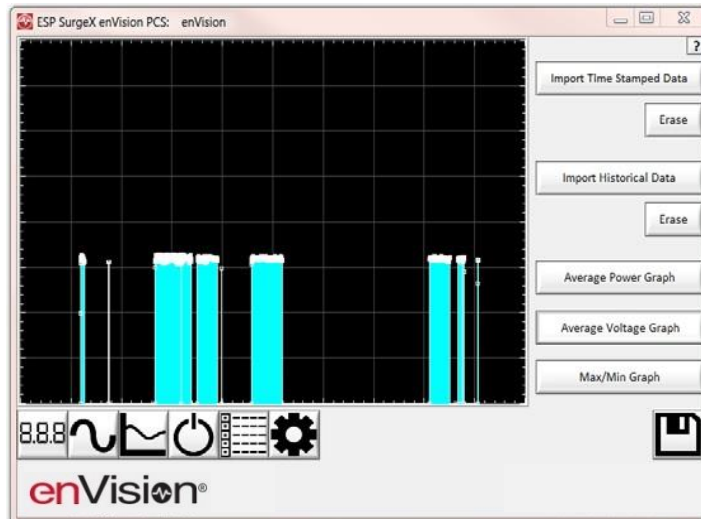 ESP SurgeX enVision PCS: enVision
?
Import Time Stamped Data
Erase
Import Historical Data
Erase
Average Power Graph
Average Voltage Graph
Max/Min Graph
8.8.8
enVision®